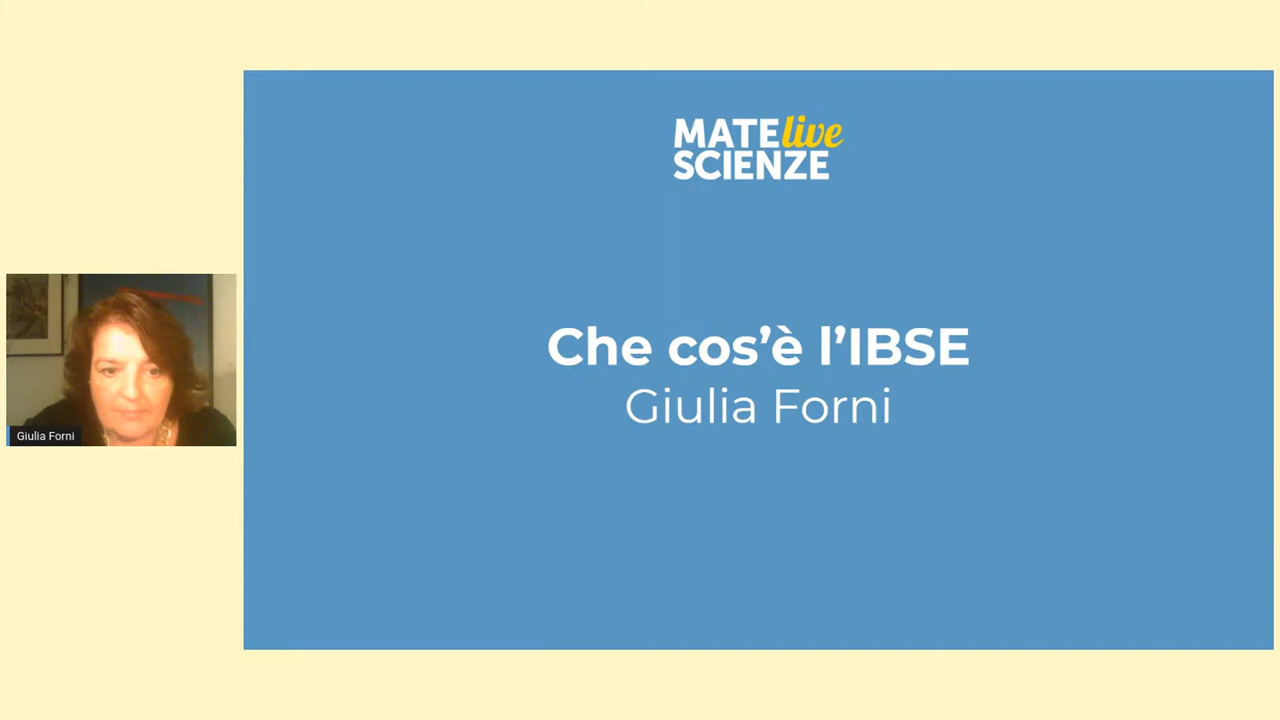 MATE live
SCIENZE
Che cos’è l’IBSE
Giulia Forni
Giulia Forni